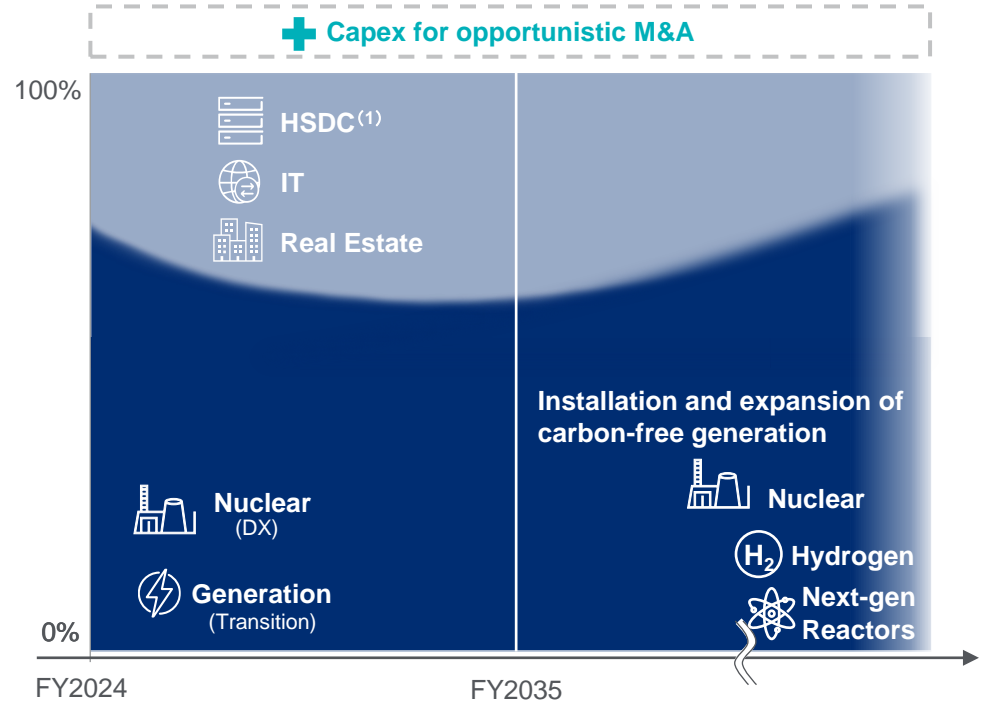 Capex for opportunistic M&A
100%
HSDC(1)
IT
Real Estate
Installation and expansion of
carbon-free generation
Nuclear
(DX)
Nuclear
H2 Hydrogen
Generation
(Transition)
Next-gen
Reactors
0%
FY2024
FY2035